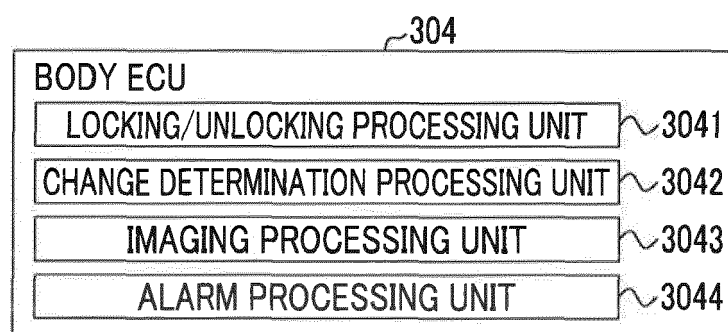 304
BODY ECU
LOCKING/UNLOCKING PROCESSING UNIT 3041
CHANGE DETERMINATION PROCESSING UNIT 3042
IMAGING PROCESSING UNIT 3043
ALARM PROCESSING UNIT 3044